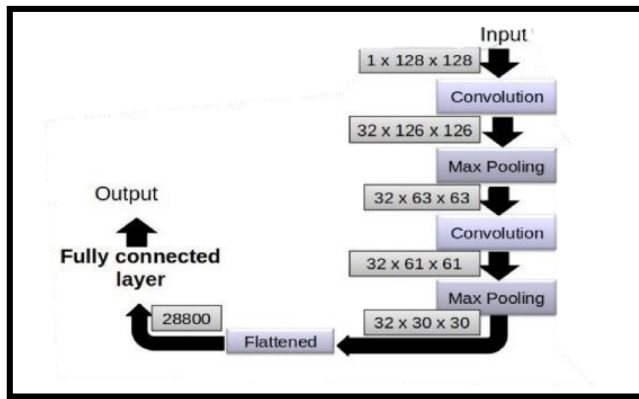 Input
1 x 128 x 128
Convolution
32 x 126 x 126
Max Pooling
32 x 63 x 63
Convolution
32 x 61 x 61
Max Pooling
32 x 30 x 30
Flattened
28800
Fully connected
layer
Output